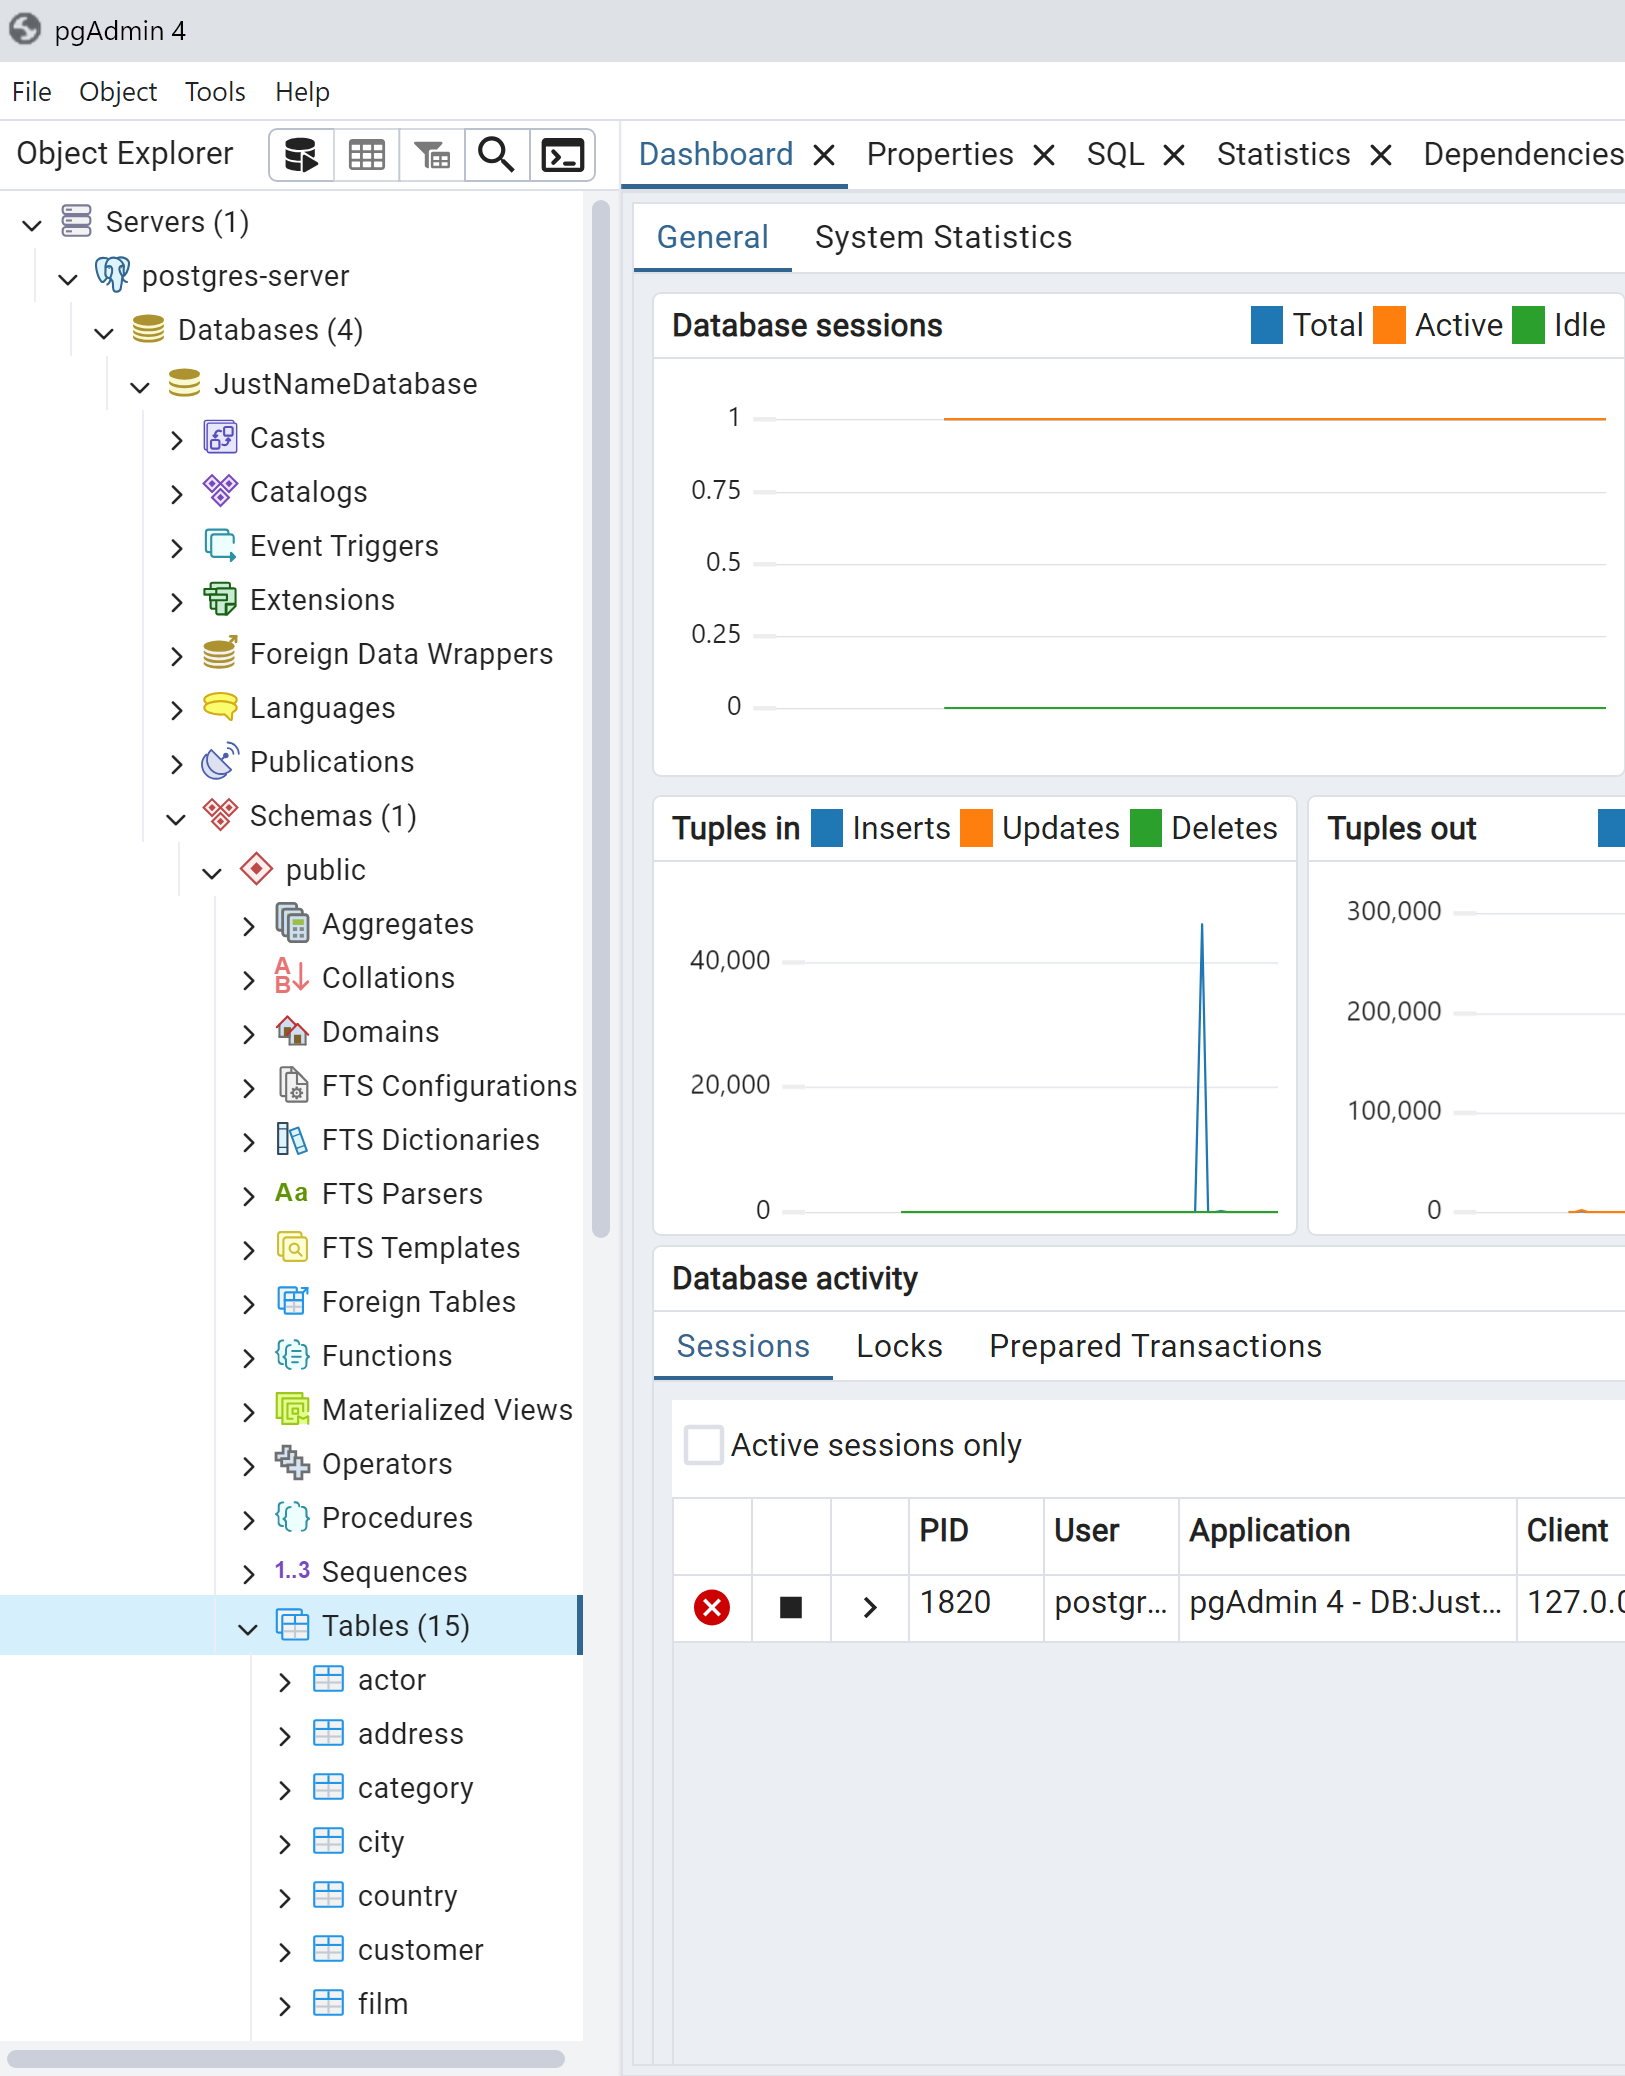 pgAdmin 4
File Object Tools Help
Object Explorer
Servers (1)
postgres-server
Databases (4)
JustNameDatabase
Casts
Catalogs
Event Triggers
Extensions
Foreign Data Wrappers
Languages
Publications
Schemas (1)
public
Aggregates
Collations
Domains
FTS Configurations
FTS Dictionaries
Aa FTS Parsers
FTS Templates
Foreign Tables
Functions
Materialized Views
Operators
Procedures
1..3 Sequences
Tables (15)
actor
address
category
city
country
customer
film
Dashboard Properties SQL Statistics Dependencies
General System Statistics
Database sessions Total Active Idle
1
0.75
0.5
0.25
0
Tuples in Inserts Updates Deletes
40,000
20,000
0
Tuples out
300,000
200,000
100,000
0
Database activity
Sessions Locks Prepared Transactions
Active sessions only
PID User Application Client
1820 postgr... pgAdmin 4 - DB:Just... 127.0.0